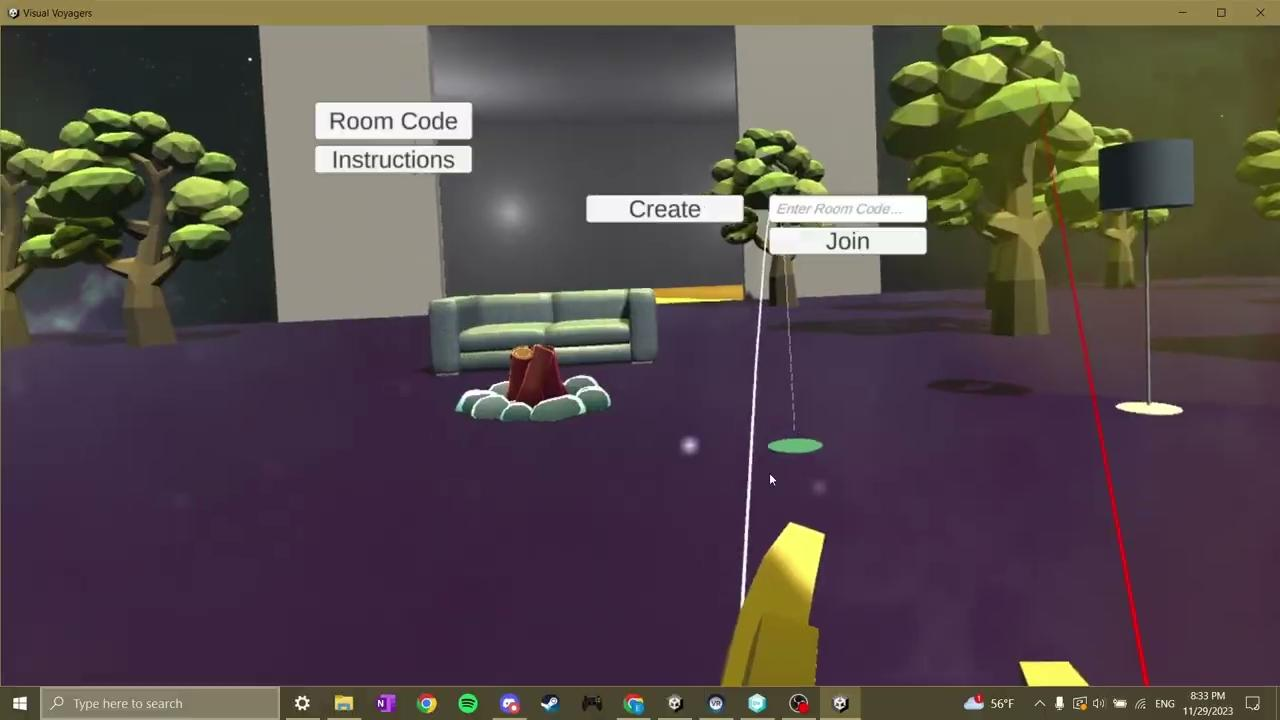 Visual Voyagers
Room Code
Instructions
Create
Enter Room Code...
Join
Type here to search
56°F
ENG
8:33 PM
11/29/2023